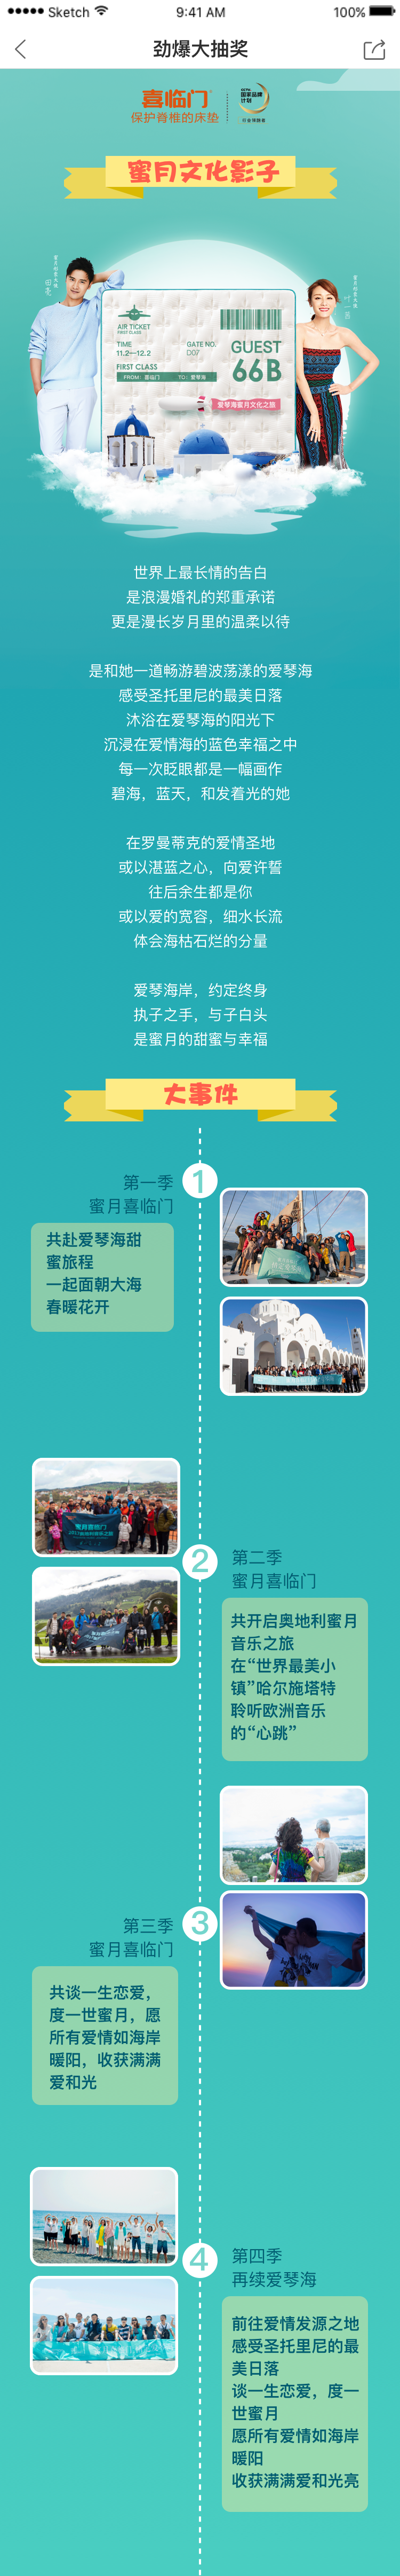 Sketch
9:41 AM
100%
劲爆大抽奖
喜临门
保护脊椎的床垫
国家品牌
计划
行业领跑者
蜜月文化影子
AIR TICKET
FIRST CLASS
TIME
11.2--12.2
GATE NO.
007
GUEST
66B
FIRST CLASS
FROM: 喜临门
TO: 爱琴海
爱琴海蜜月文化之旅
世界上最长情的告白
是浪漫婚礼的郑重承诺
更是漫长岁月里的温柔以待
是和她一道畅游碧波荡漾的爱琴海
感受圣托里尼的最美日落
沐浴在爱琴海的阳光下
沉浸在爱情海的蓝色幸福之中
每一次眨眼都是一幅画作
碧海，蓝天，和发着光的她
在罗曼蒂克的爱情圣地
或以湛蓝之心，向爱许誓
往后余生都是你
或以爱的宽容，细水长流
体会海枯石烂的分量
爱琴海岸，约定终身
执子之手，与子白头
是蜜月的甜蜜与幸福
大事件
1
第一季
蜜月喜临门
共赴爱琴海甜
蜜旅程
一起面朝大海
春暖花开
2
第二季
蜜月喜临门
共开启奥地利蜜月
音乐之旅
在“世界最美小
镇”哈尔施塔特
聆听欧洲音乐
的“心跳”
3
第三季
蜜月喜临门
共谈一生恋爱，
度一世蜜月，愿
所有爱情如海岸
暖阳，收获满满
爱和光
4
第四季
再续爱琴海
前往爱情发源之地
感受圣托里尼的最
美日落
谈一生恋爱，度一
世蜜月
愿所有爱情如海岸
暖阳
收获满满爱和光亮